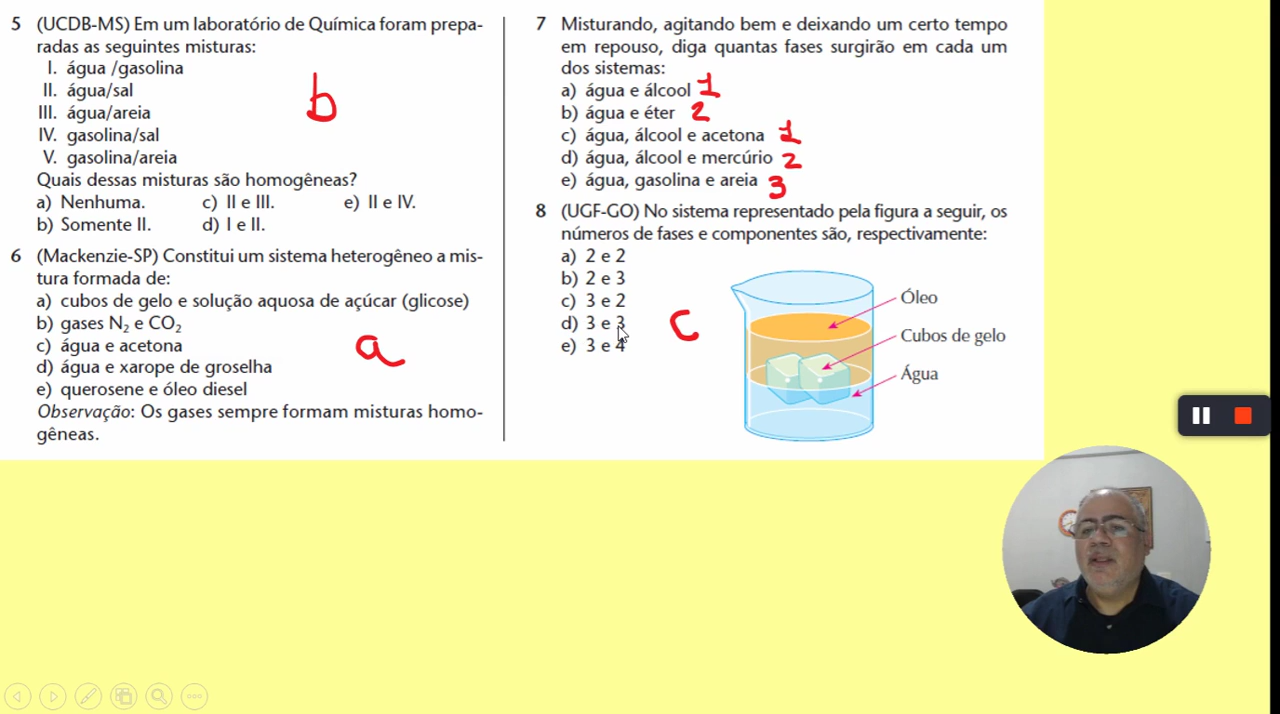 5 (UCDB-MS) Em um laboratório de Química foram prepa-
radas as seguintes misturas:
I. água /gasolina
II. água/sal
III. água/areia
IV. gasolina/sal
V. gasolina/areia
b
Quais dessas misturas são homogêneas?
a) Nenhuma. c) II e III. e) II e IV.
b) Somente II. d) I e II.
6 (Mackenzie-SP) Constitui um sistema heterogêneo a mis-
tura formada de:
a) cubos de gelo e solução aquosa de açúcar (glicose)
b) gases N₂ e CO₂
c) água e acetona
d) água e xarope de groselha
e) querosene e óleo diesel
a
Observação: Os gases sempre formam misturas homo-
gêneas.
7 Misturando, agitando bem e deixando um certo tempo
em repouso, diga quantas fases surgirão em cada um
dos sistemas:
a) água e álcool 1
b) água e éter 2
c) água, álcool e acetona 1
d) água, álcool e mercúrio 2
e) água, gasolina e areia 3
8 (UGF-GO) No sistema representado pela figura a seguir, os
números de fases e componentes são, respectivamente:
a) 2 e 2
b) 2 e 3
c) 3 e 2
d) 3 e 3
e) 3 e 4
c
Óleo
Cubos de gelo
Água